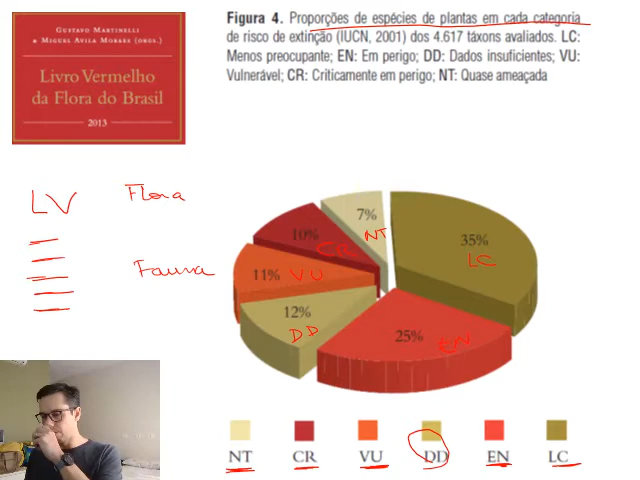 GUSTAVO MARTINELLI
& MIGUEL AVILA MORAES (ORGS.)
Livro Vermelho
da Flora do Brasil
2013
Figura 4. Proporções de espécies de plantas em cada categoria
de risco de extinção (IUCN, 2001) dos 4.617 táxons avaliados. LC:
Menos preocupante; EN: Em perigo; DD: Dados insuficientes; VU:
Vulnerável; CR: Criticamente em perigo; NT: Quase ameaçada
LV
Flora
Fauna
7%
NT
10%
CR
35%
LC
11% VU
12%
DD
25%
EN
NT CR VU DD EN LC